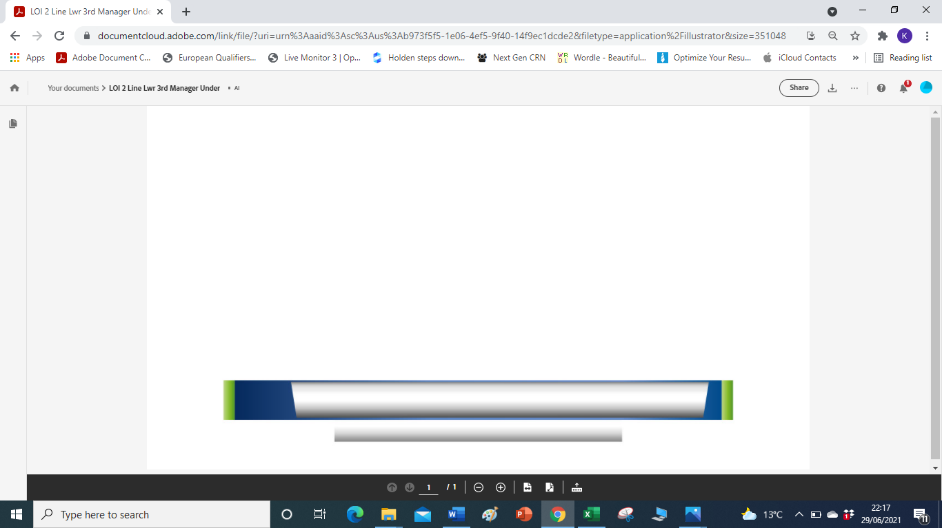 LOI 2 Line Lwr 3rd Manager Unde
documentcloud.adobe.com/link/file/?uri=urn%3Aaaid%3Asc%3Aus%3Ab973f5f5-1e06-4ef5-9f40-14f9ec1dcde2&filetype=application%2Fillustrator&size=351048
K
Apps Adobe Document C... European Qualifiers... Live Monitor 3 | Op... Holden steps down... Next Gen CRN Wordle - Beautiful... Optimize Your Resu... iCloud Contacts » Reading list
Your documents > LOI 2 Line Lwr 3rd Manager Under • AI Share ... 1
1 / 1
Type here to search 13°C 22:17
29/06/2021 11